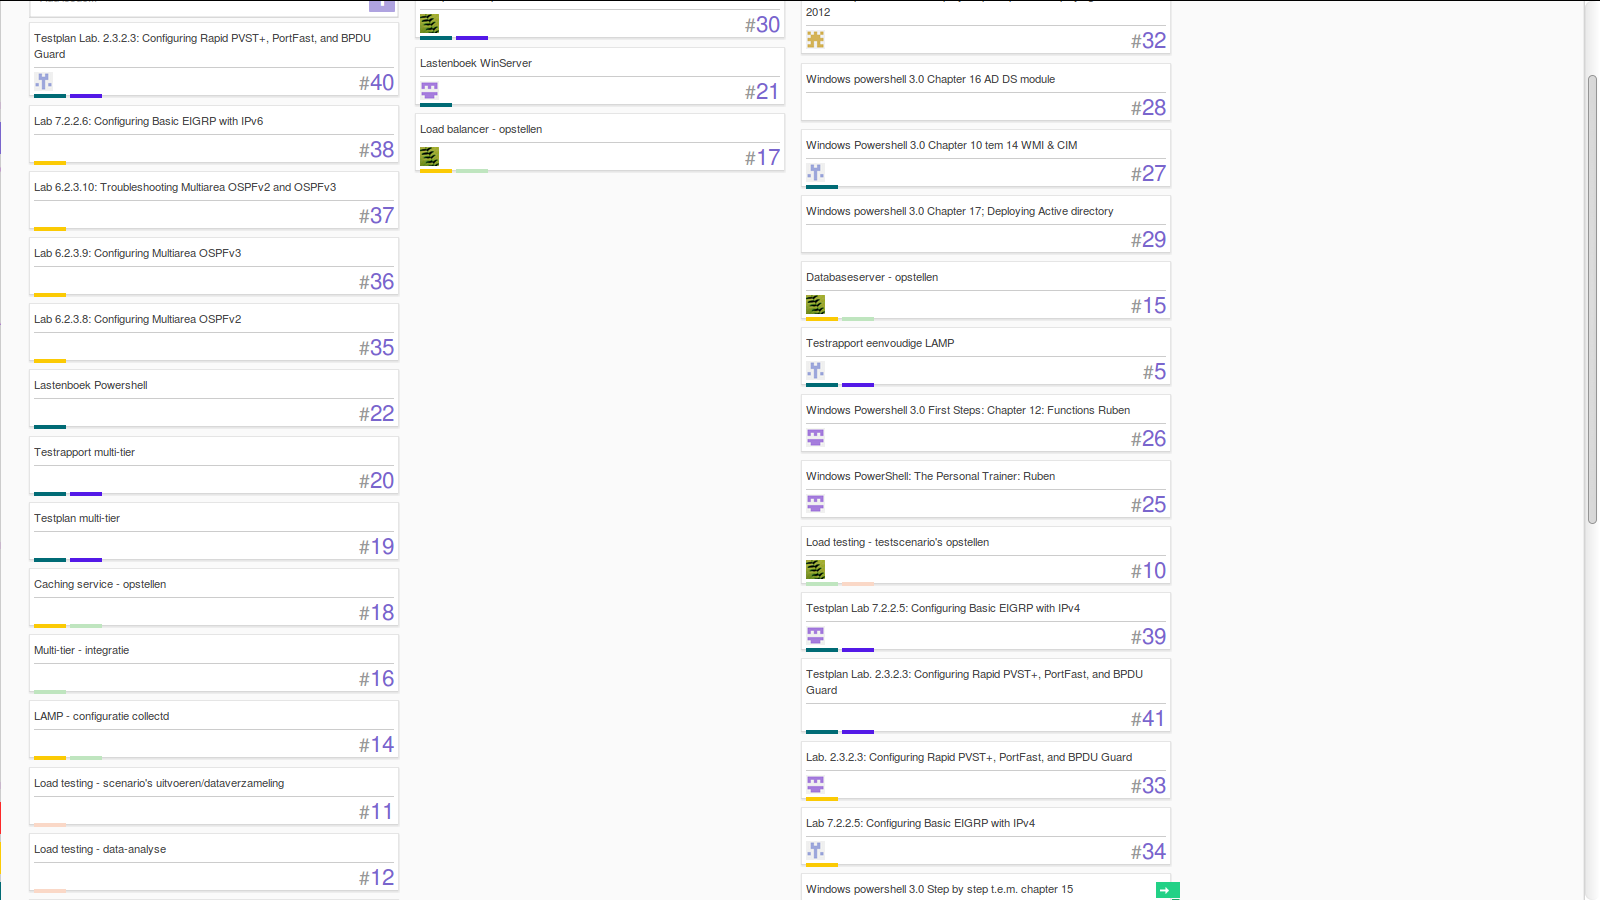 Testplan Lab. 2.3.2.3: Configuring Rapid PVST+, PortFast, and BPDU
Guard
#40
Lab 7.2.2.6: Configuring Basic EIGRP with IPv6
#38
Lab 6.2.3.10: Troubleshooting Multiarea OSPFv2 and OSPFv3
#37
Lab 6.2.3.9: Configuring Multiarea OSPFv3
#36
Lab 6.2.3.8: Configuring Multiarea OSPFv2
#35
Lastenboek Powershell
#22
Testrapport multi-tier
#20
Testplan multi-tier
#19
Caching service - opstellen
#18
Multi-tier - integratie
#16
LAMP - configuratie collectd
#14
Load testing - scenario's uitvoeren/dataverzameling
#11
Load testing - data-analyse
#12
#30
Lastenboek WinServer
#21
Load balancer - opstellen
#17
2012
#32
Windows powershell 3.0 Chapter 16 AD DS module
#28
Windows Powershell 3.0 Chapter 10 tem 14 WMI & CIM
#27
Windows powershell 3.0 Chapter 17; Deploying Active directory
#29
Databaseserver - opstellen
#15
Testrapport eenvoudige LAMP
#5
Windows Powershell 3.0 First Steps: Chapter 12: Functions Ruben
#26
Windows PowerShell: The Personal Trainer: Ruben
#25
Load testing - testscenario's opstellen
#10
Testplan Lab 7.2.2.5: Configuring Basic EIGRP with IPv4
#39
Testplan Lab. 2.3.2.3: Configuring Rapid PVST+, PortFast, and BPDU
Guard
#41
Lab. 2.3.2.3: Configuring Rapid PVST+, PortFast, and BPDU Guard
#33
Lab 7.2.2.5: Configuring Basic EIGRP with IPv4
#34
Windows powershell 3.0 Step by step t.e.m. chapter 15